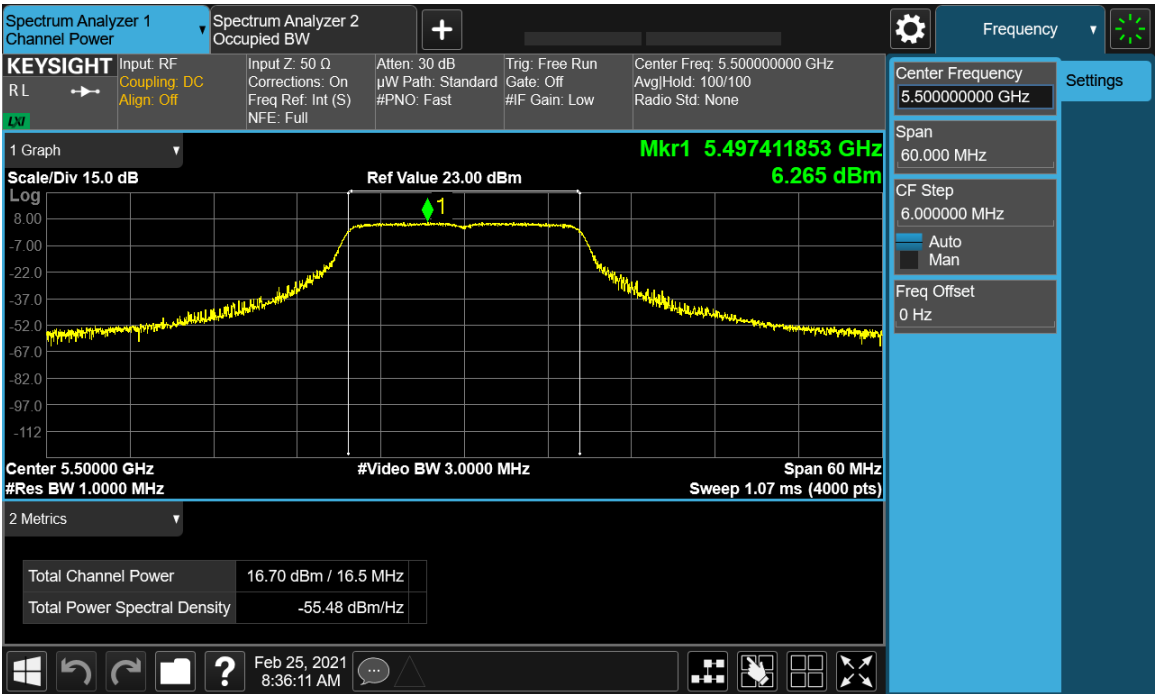 Spectrum Analyzer 1
Channel Power
▼
Spectrum Analyzer 2
Occupied BW
+
Frequency ▼
KEYSIGHT
RL
LXI
Input: RF
Coupling: DC
Align: Off
Input Z: 50 Ω
Corrections: On
Freq Ref: Int (S)
NFE: Full
Atten: 30 dB
µW Path: Standard
#PNO: Fast
Trig: Free Run
Gate: Off
#IF Gain: Low
Center Freq: 5.500000000 GHz
Avg|Hold: 100/100
Radio Std: None
Center Frequency
5.500000000 GHz
Settings
Span
60.000 MHz
CF Step
6.000000 MHz
Auto
Man
Freq Offset
0 Hz
1 Graph ▼
Mkr1 5.497411853 GHz
6.265 dBm
Scale/Div 15.0 dB
Ref Value 23.00 dBm
Log
1
8.00
-7.00
-22.0
-37.0
-52.0
-67.0
-82.0
-97.0
-112
Center 5.50000 GHz
#Video BW 3.0000 MHz
Span 60 MHz
#Res BW 1.0000 MHz
Sweep 1.07 ms (4000 pts)
2 Metrics ▼
Total Channel Power 16.70 dBm / 16.5 MHz
Total Power Spectral Density -55.48 dBm/Hz
?
Feb 25, 2021
8:36:11 AM